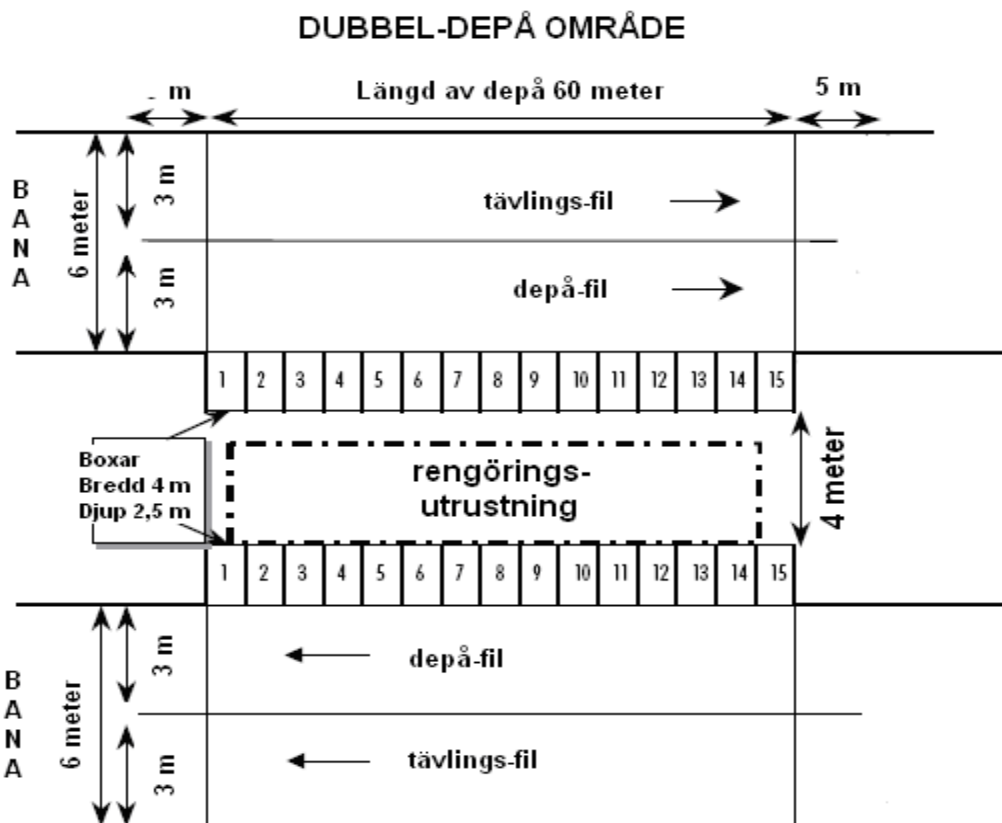 DUBBEL-DEPÅ OMRÅDE
m
Längd av depå 60 meter
5 m
BANA
6 meter
3 m
3 m
tävlings-fil
depå-fil
1 2 3 4 5 6 7 8 9 10 11 12 13 14 15
Boxar
Bredd 4 m
Djup 2,5 m
rengörings-
utrustning
4 meter
1 2 3 4 5 6 7 8 9 10 11 12 13 14 15
BANA
6 meter
3 m
3 m
depå-fil
tävlings-fil